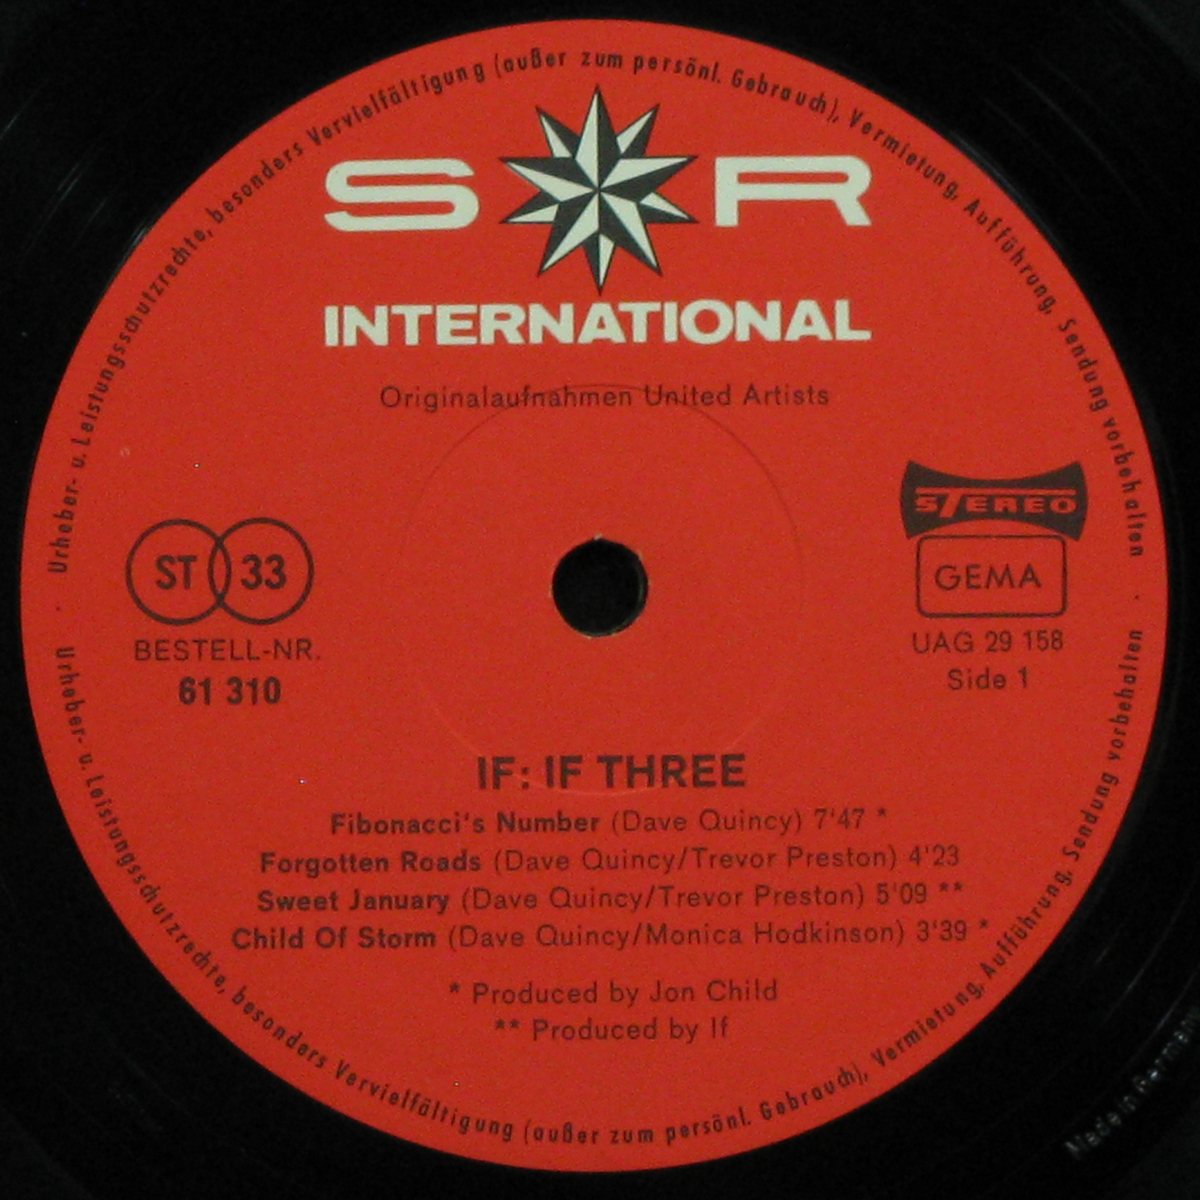 Urheber- u. Leistungsschutzrechte, besonders Vervielfältigung (außer zum persönl. Gebrauch), Vermietung, Aufführung, Sendung vorbehalten
S R
INTERNATIONAL
Originalaufnahmen United Artists
STEREO
ST 33
GEMA
BESTELL-NR.
61 310
UAG 29 158
Side 1
IF: IF THREE
Fibonacci's Number (Dave Quincy) 7'47 *
Forgotten Roads (Dave Quincy/Trevor Preston) 4'23
Sweet January (Dave Quincy/Trevor Preston) 5'09 **
Child Of Storm (Dave Quincy/Monica Hodkinson) 3'39 *
* Produced by Jon Child
** Produced by If
Urheber- u. Leistungsschutzrechte, besonders Vervielfältigung (außer zum persönl. Gebrauch), Vermietung, Aufführung, Sendung vorbehalten
Made in Germany